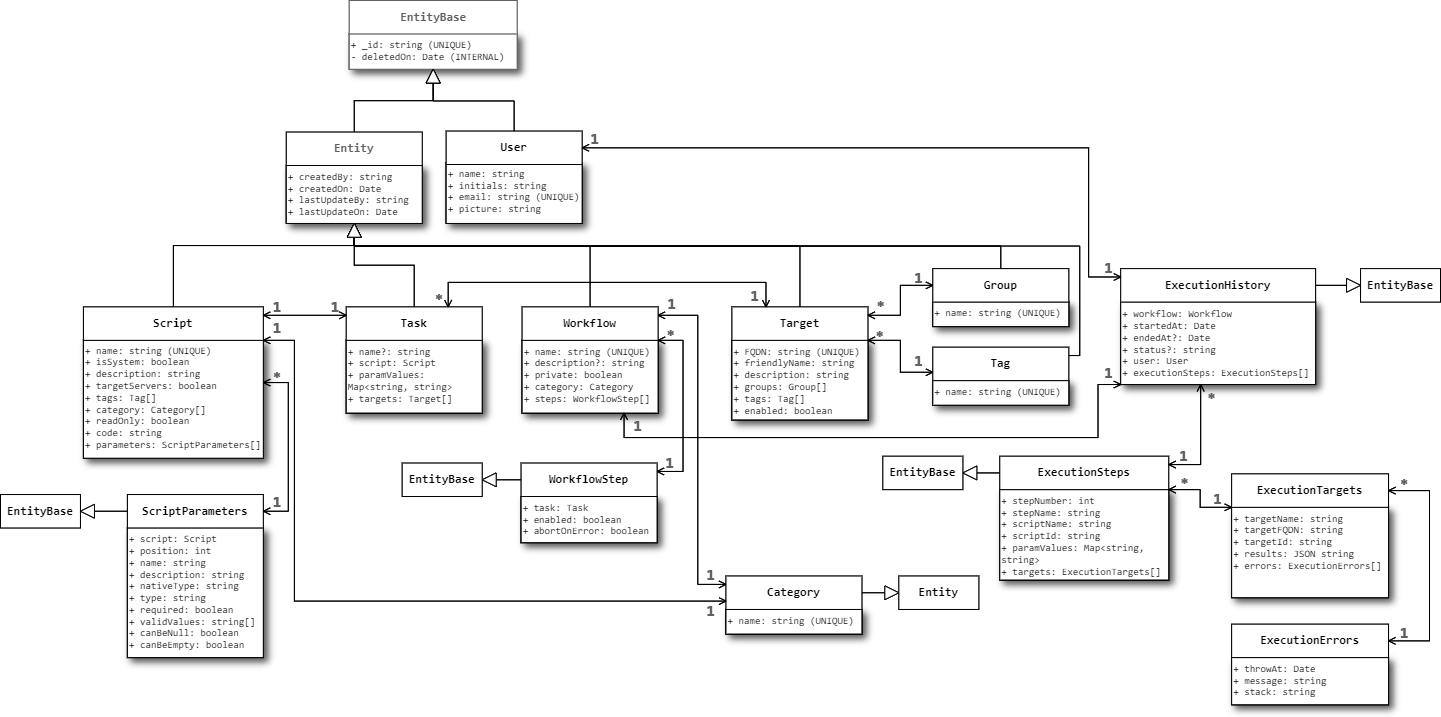 EntityBase
+ _id: string (UNIQUE)
- deletedOn: Date (INTERNAL)
Entity
+ createdBy: string
+ createdOn: Date
+ lastUpdateBy: string
+ lastUpdateOn: Date
User
+ name: string
+ initials: string
+ email: string (UNIQUE)
+ picture: string
1
Script
+ name: string (UNIQUE)
+ isSystem: boolean
+ description: string
+ targetServers: boolean
+ tags: Tag[]
+ category: Category[]
+ readOnly: boolean
+ code: string
+ parameters: ScriptParameters[]
1
1
*
1
Task
+ name?: string
+ script: Script
+ paramValues:
Map<string, string>
+ targets: Target[]
*
Workflow
+ name: string (UNIQUE)
+ description?: string
+ private: boolean
+ category: Category
+ steps: WorkflowStep[]
1
*
1
1
Target
+ FQDN: string (UNIQUE)
+ friendlyName: string
+ description: string
+ groups: Group[]
+ tags: Tag[]
+ enabled: boolean
*
*
1
Group
+ name: string (UNIQUE)
1
Tag
+ name: string (UNIQUE)
1
ExecutionHistory
+ workflow: Workflow
+ startedAt: Date
+ endedAt?: Date
+ status?: string
+ user: User
+ executionSteps: ExecutionSteps[]
1
*
EntityBase
EntityBase
ScriptParameters
+ script: Script
+ position: int
+ name: string
+ description: string
+ nativeType: string
+ type: string
+ required: boolean
+ validValues: string[]
+ canBeNull: boolean
+ canBeEmpty: boolean
1
EntityBase
WorkflowStep
+ task: Task
+ enabled: boolean
+ abortOnError: boolean
1
1
1
Category
+ name: string (UNIQUE)
Entity
EntityBase
ExecutionSteps
+ stepNumber: int
+ stepName: string
+ scriptName: string
+ scriptId: string
+ paramValues: Map<string,
string>
+ targets: ExecutionTargets[]
1
*
1
ExecutionTargets
+ targetName: string
+ targetFQDN: string
+ targetId: string
+ results: JSON string
+ errors: ExecutionErrors[]
*
ExecutionErrors
+ throwAt: Date
+ message: string
+ stack: string
1